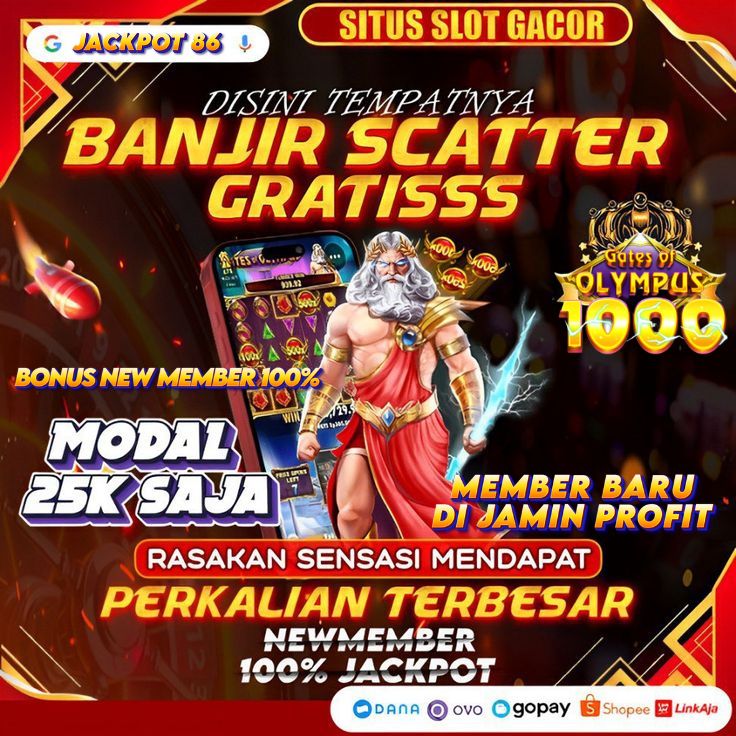 JACKPOT 86
SITUS SLOT GACOR
DISINI TEMPATNYA
BANJIR SCATTER
GRATISSS
Gates of
OLYMPUS
1000
BONUS NEW MEMBER 100%
MODAL
25K SAJA
MEMBER BARU
DI JAMIN PROFIT
RASAKAN SENSASI MENDAPAT
PERKALIAN TERBESAR
NEWMEMBER
100% JACKPOT
DANA OVO gopay Shopee LinkAja